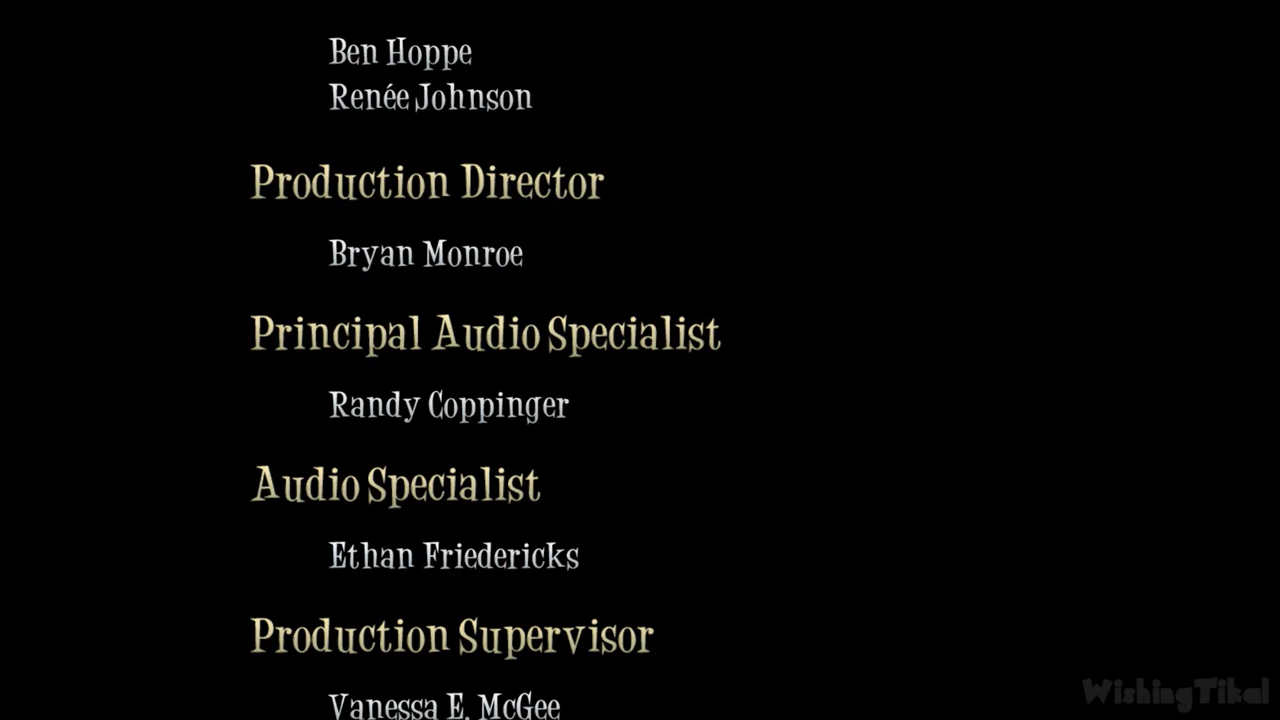 Ben Hoppe
Renée Johnson
Production Director
Bryan Monroe
Principal Audio Specialist
Randy Coppinger
Audio Specialist
Ethan Friedericks
Production Supervisor
Vanessa E. McGee
WishingTikal